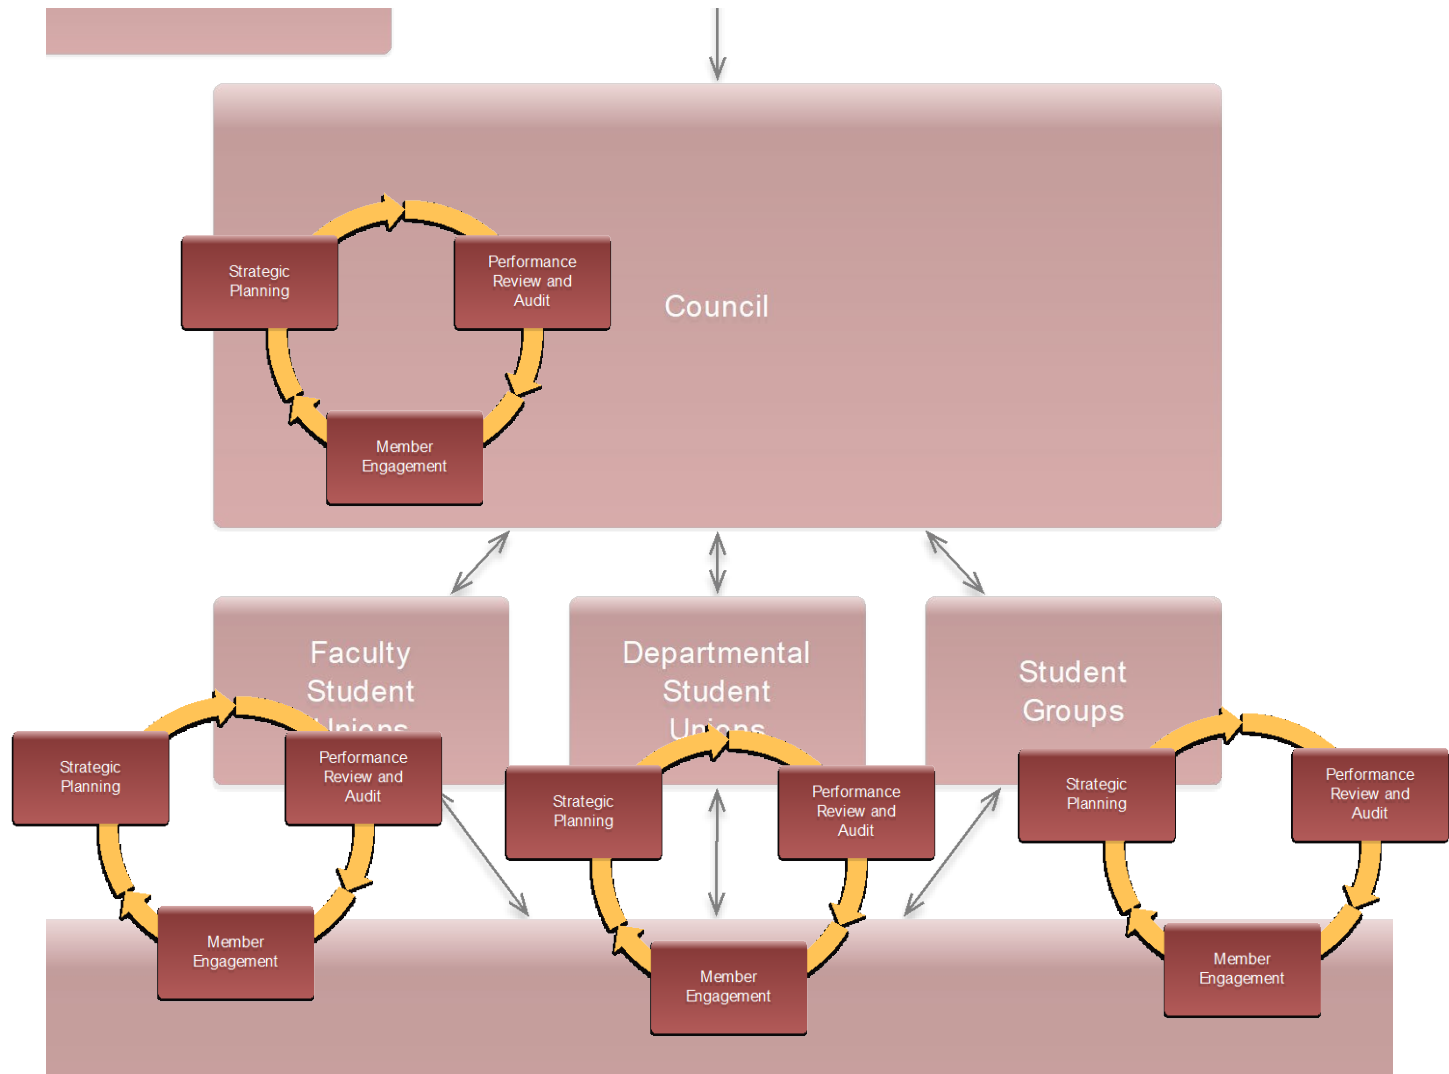 Strategic
Planning
Performance
Review and
Audit
Council
Member
Engagement
Faculty
Student
Unions
Departmental
Student
Unions
Student
Groups
Strategic
Planning
Performance
Review and
Audit
Member
Engagement
Strategic
Planning
Performance
Review and
Audit
Member
Engagement
Strategic
Planning
Performance
Review and
Audit
Member
Engagement